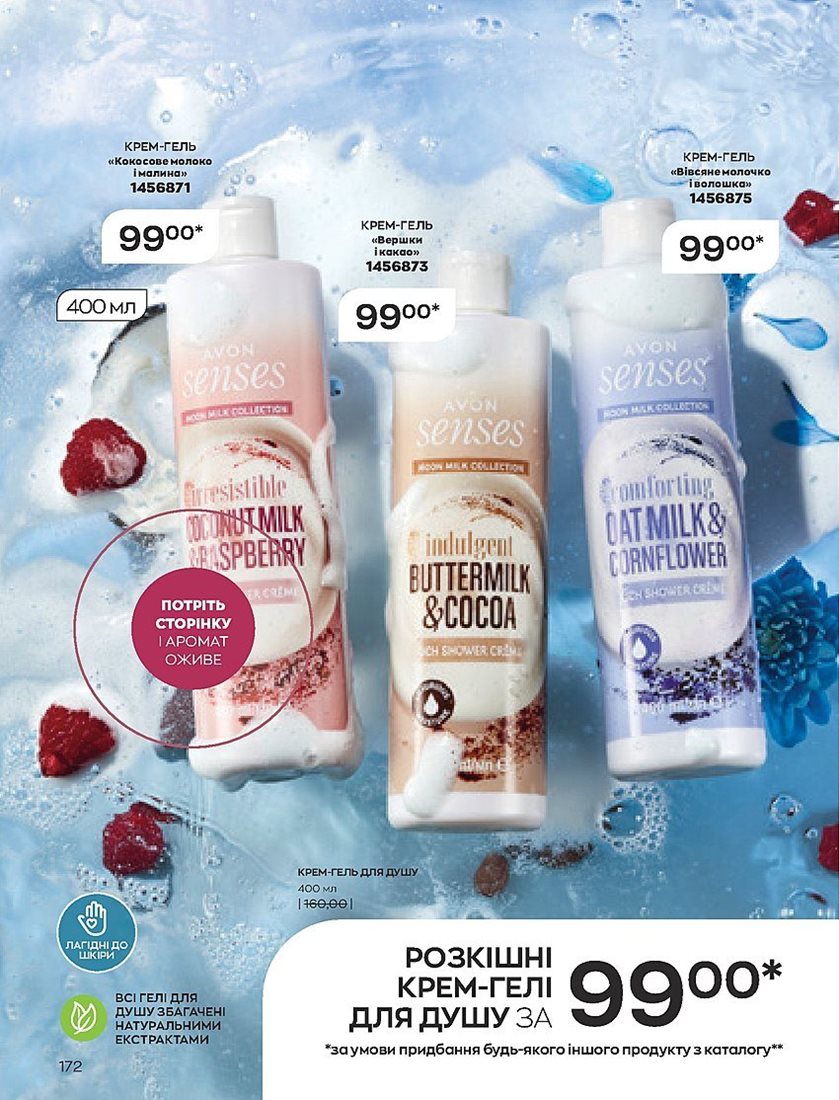 КРЕМ-ГЕЛЬ
«Кокосове молоко
і малина»
1456871
99⁰⁰*
400 мл
КРЕМ-ГЕЛЬ
«Вершки
і какао»
1456873
99⁰⁰*
КРЕМ-ГЕЛЬ
«Вівсяне молочко
і волошка»
1456875
99⁰⁰*
AVON
senses
MOON MILK COLLECTION
irresistible
COCONUT MILK
& RASPBERRY
AVON
senses
MOON MILK COLLECTION
indulgent
BUTTERMILK
& COCOA
RICH SHOWER CRÈME
AVON
senses
MOON MILK COLLECTION
comforting
OAT MILK &
CORNFLOWER
RICH SHOWER CRÈME
ПОТРІТЬ
СТОРІНКУ
І АРОМАТ
ОЖИВЕ
КРЕМ-ГЕЛЬ ДЛЯ ДУШУ
400 мл
| 160,00 |
ЛАГІДНІ ДО
ШКІРИ
ВСІ ГЕЛІ ДЛЯ
ДУШУ ЗБАГАЧЕНІ
НАТУРАЛЬНИМИ
ЕКСТРАКТАМИ
РОЗКІШНІ
КРЕМ-ГЕЛІ
ДЛЯ ДУШУ ЗА
99⁰⁰*
*за умови придбання будь-якого іншого продукту з каталогу**
172